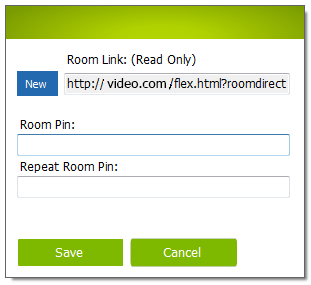 Room Link: (Read Only)
New http:// video.com/flex.html?roomdirect
Room Pin:
Repeat Room Pin:
Save Cancel